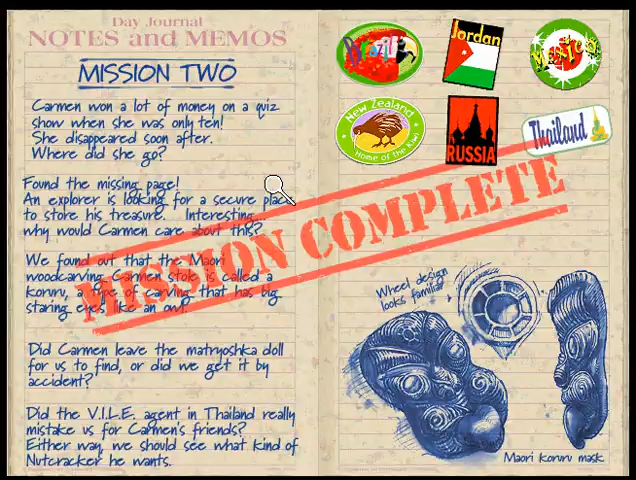 Day Journal
NOTES and MEMOS
MISSION TWO
Carmen won a lot of money on a quiz
show when she was only ten!
She disappeared soon after.
Where did she go?
Found the missing page!
An explorer is looking for a secure place
to store his treasure. Interesting...
why would Carmen care about this?
We found out that the Maori
woodcarving Carmen stole is called a
koruru, a type of carving that has big
staring eyes like an owl.
Did Carmen leave the matryoshka doll
for us to find, or did we get it by
accident?
Did the V.I.L.E. agent in Thailand really
mistake us for Carmen's friends?
Either way, we should see what kind of
Nutcracker he wants.
MISSION COMPLETE
Brazil
Jordan
Mexico
New Zealand
Home of the Kiwi
RUSSIA
Thailand
Wheel design
looks familiar
Maori koruru mask